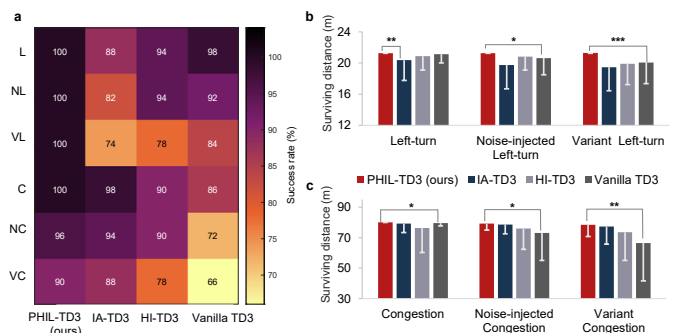 a
L
NL
VL
C
NC
VC
100 88 94 98
100 82 94 92
100 74 78 84
100 98 90 86
96 94 90 72
90 88 78 66
PHIL-TD3 (ours) IA-TD3 HI-TD3 Vanilla TD3
100
95
90
85
80
75
70
Success rate (%)
b
Surviving distance (m)
24
20
16
12
**
*
***
Left-turn
Noise-injected Left-turn
Variant Left-turn
PHIL-TD3 (ours) IA-TD3 HI-TD3 Vanilla TD3
c
Surviving distance (m)
90
70
50
30
*
*
**
Congestion
Noise-injected Congestion
Variant Congestion